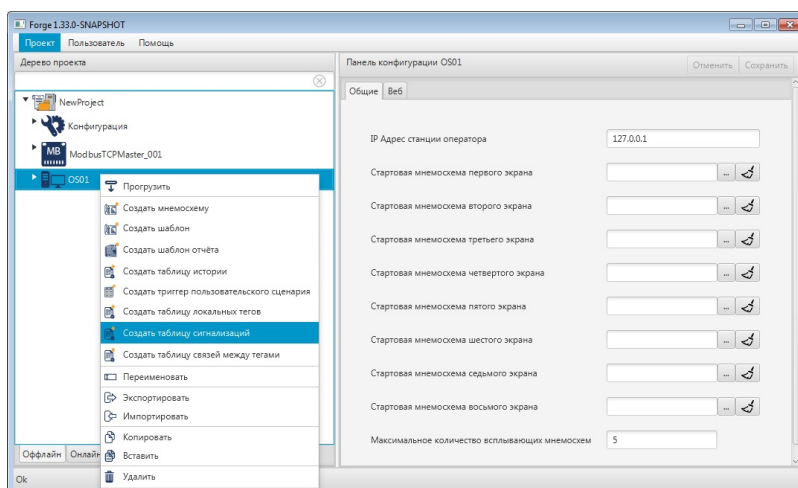 Forge 1.33.0-SNAPSHOT
Проект Пользователь Помощь
Дерево проекта
NewProject
Конфигурация
MB ModbusTCPMaster_001
OS01
Прогрузить
Создать мнемосхему
Создать шаблон
Создать шаблон отчёта
Создать таблицу истории
Создать триггер пользовательского сценария
Создать таблицу локальных тегов
Создать таблицу сигнализаций
Создать таблицу связей между тегами
Переименовать
Экспортировать
Импортировать
Копировать
Вставить
Удалить
Оффлайн Онлайн
Ok
Панель конфигурации OS01 Отменить Сохранить
Общие Веб
IP Адрес станции оператора 127.0.0.1
Стартовая мнемосхема первого экрана ...
Стартовая мнемосхема второго экрана ...
Стартовая мнемосхема третьего экрана ...
Стартовая мнемосхема четвертого экрана ...
Стартовая мнемосхема пятого экрана ...
Стартовая мнемосхема шестого экрана ...
Стартовая мнемосхема седьмого экрана ...
Стартовая мнемосхема восьмого экрана ...
Максимальное количество всплывающих мнемосхем 5